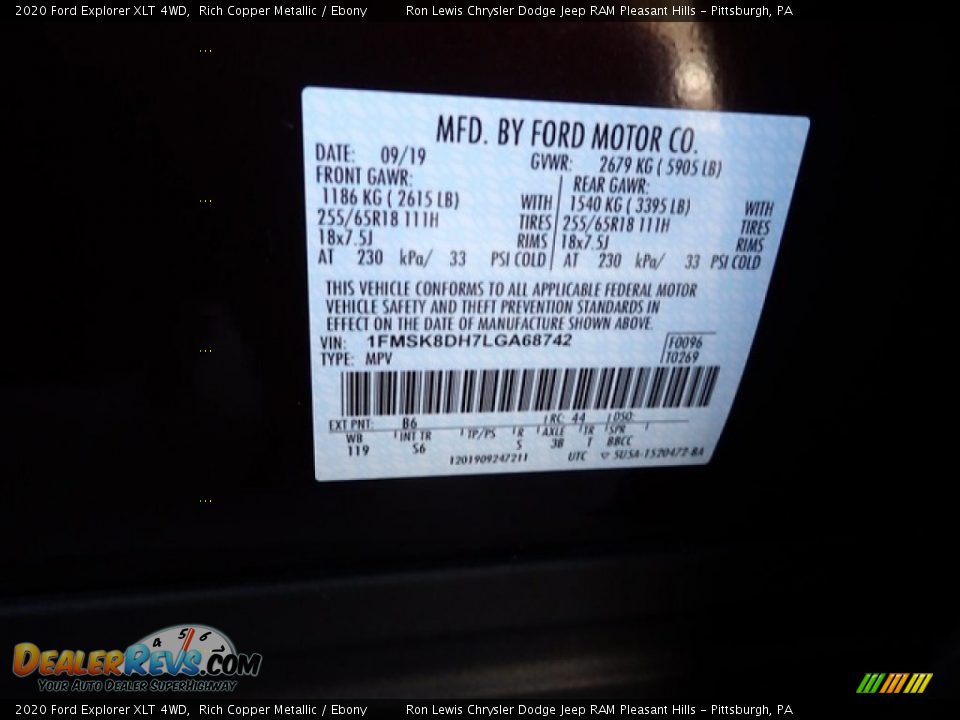 2020 Ford Explorer XLT 4WD, Rich Copper Metallic / Ebony Ron Lewis Chrysler Dodge Jeep RAM Pleasant Hills - Pittsburgh, PA
...
MFD. BY FORD MOTOR CO.
DATE: 09/19 GVWR: 2679 KG ( 5905 LB)
FRONT GAWR: REAR GAWR:
1186 KG ( 2615 LB) WITH 1540 KG ( 3395 LB) WITH
255/65R18 111H TIRES 255/65R18 111H TIRES
18x7.5J RIMS 18x7.5J RIMS
AT 230 kPa/ 33 PSI COLD AT 230 kPa/ 33 PSI COLD
...
THIS VEHICLE CONFORMS TO ALL APPLICABLE FEDERAL MOTOR
VEHICLE SAFETY AND THEFT PREVENTION STANDARDS IN
EFFECT ON THE DATE OF MANUFACTURE SHOWN ABOVE.
VIN: 1FMSK8DH7LGA68742 F0096
TYPE: MPV T0269
...
EXT PNT: B6 RC: 44 DSO:
WB INT TR TP/PS R AXLE TR SPR
119 S6 5 3B T BBCC
1201909247211 UTC ▽ 5USA-1520472-BA
...
DEALERREVS.COM
YOUR AUTO DEALER SUPERHIGHWAY
4 5 6
2020 Ford Explorer XLT 4WD, Rich Copper Metallic / Ebony Ron Lewis Chrysler Dodge Jeep RAM Pleasant Hills - Pittsburgh, PA